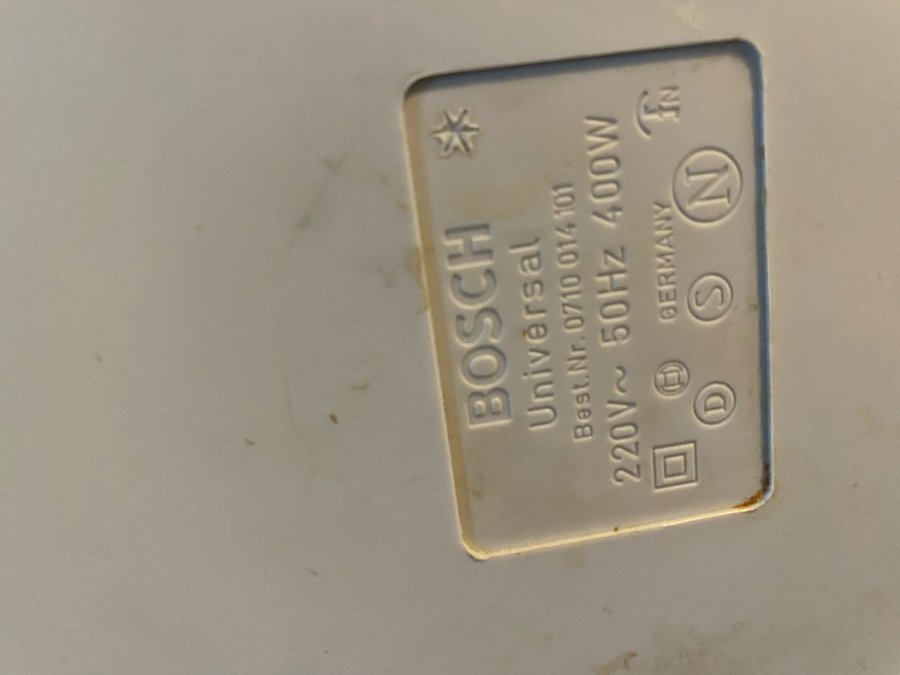 BOSCH
Universal
Best.Nr. 0710 014 101
220V~ 50Hz 400W
GERMANY
D S N